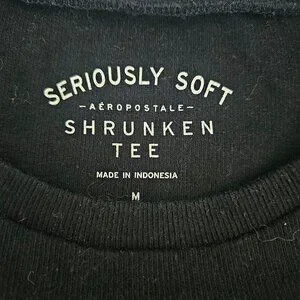 SERIOUSLY SOFT
–AÉROPOSTALE–
SHRUNKEN
TEE
MADE IN INDONESIA
M